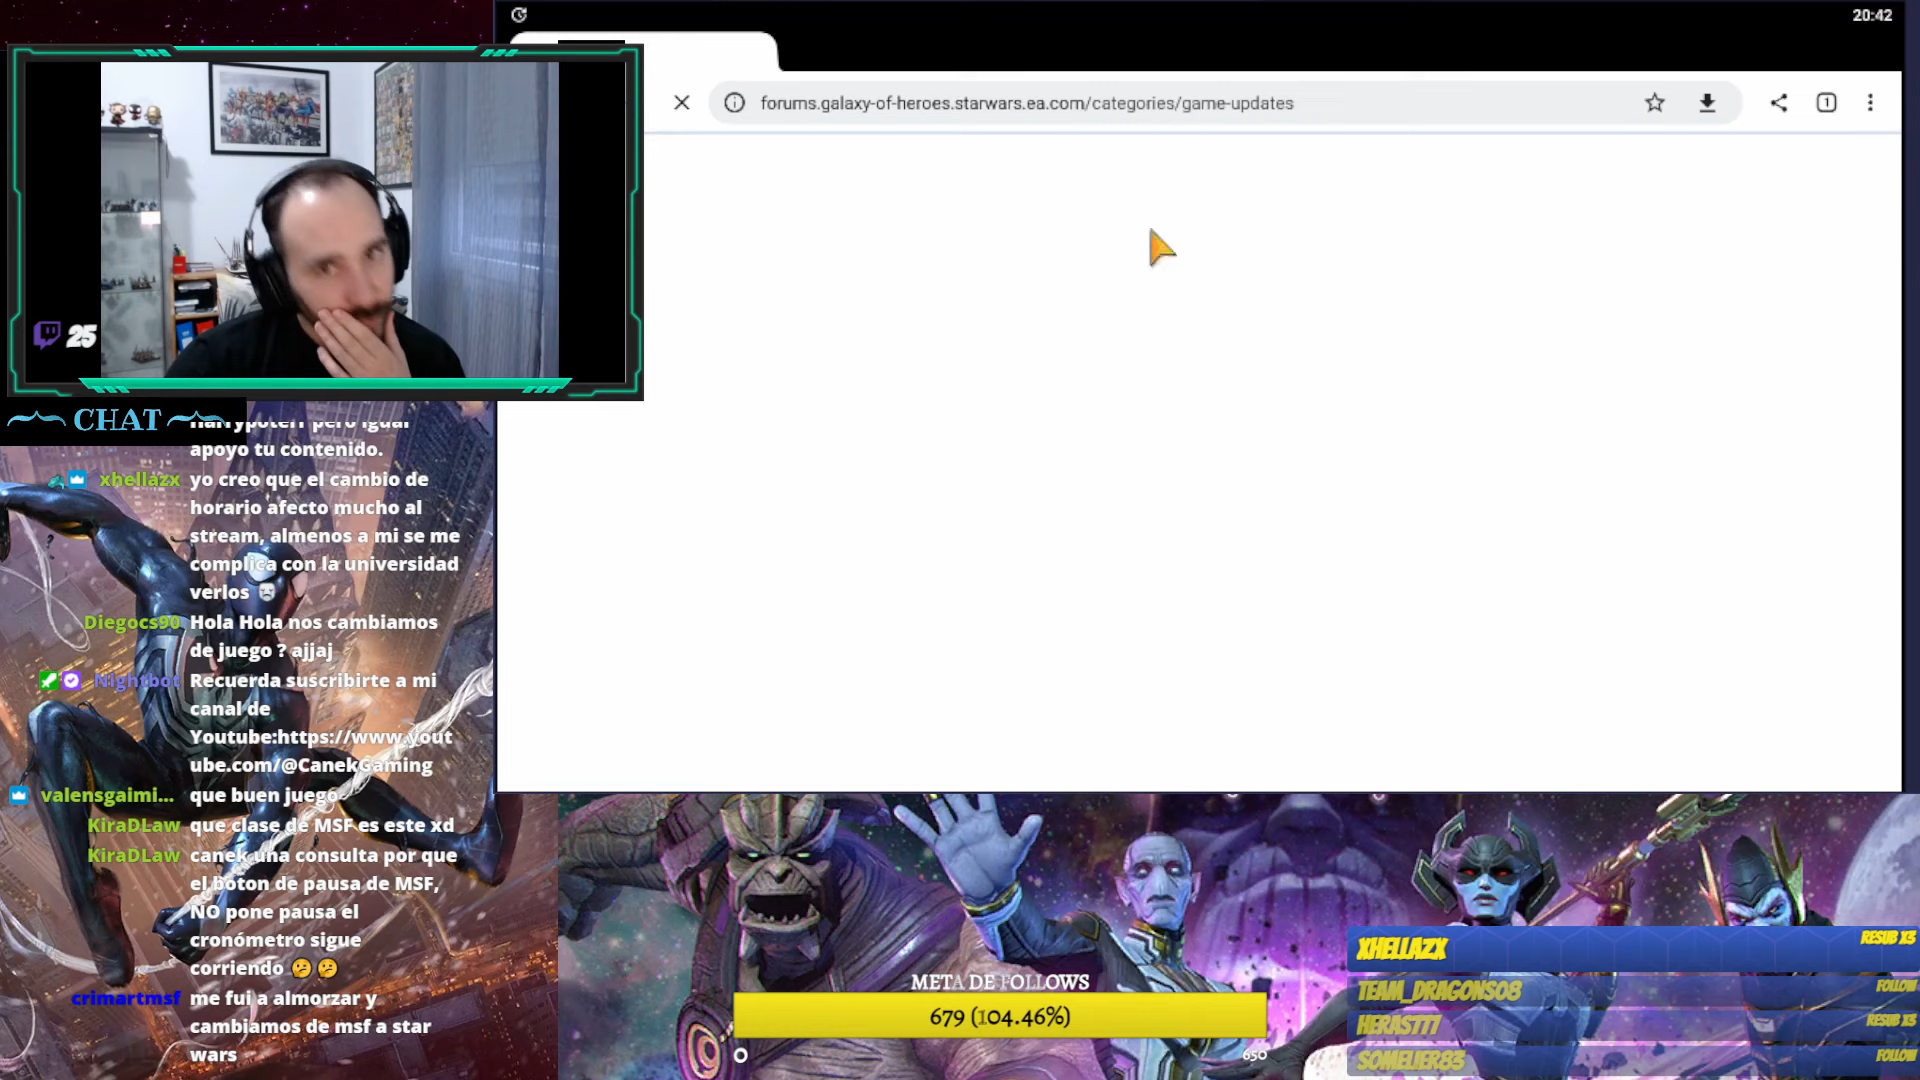 20:42
forums.galaxy-of-heroes.starwars.ea.com/categories/game-updates
1
25
CHAT
pero igual
apoyo tu contenido.
xhellazx yo creo que el cambio de
horario afecto mucho al
stream, almenos a mi se me
complica con la universidad
verlos
Diegocs90 Hola Hola nos cambiamos
de juego ? ajjaj
Nightbot Recuerda suscribirte a mi
canal de
Youtube:https://www.yout
ube.com/@CanekGaming
valensgaimi... que buen juego
KiraDLaw que clase de MSF es este xd
KiraDLaw canek una consulta por que
el boton de pausa de MSF,
NO pone pausa el
cronómetro sigue
corriendo 🫤 🫤
crimartmsf me fui a almorzar y
cambiamos de msf a star
wars
META DE FOLLOWS
679 (104.46%)
0
650
XHELLAZX RESUB X3
TEAM_DRAGONS08 FOLLOW
HERAS777 RESUB X3
SOMELIER83 FOLLOW